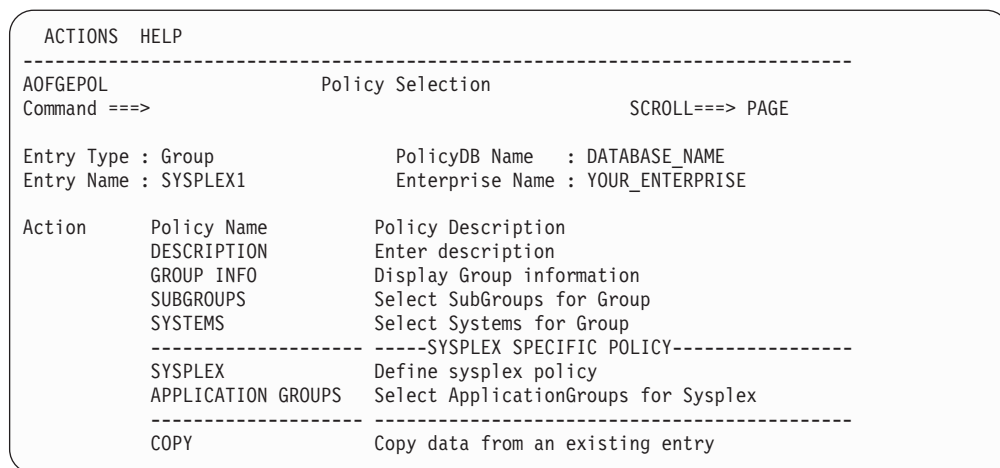 ACTIONS HELP
-------------------------------------------------------------------------------
AOFGEPOL Policy Selection
Command ===> SCROLL===> PAGE
Entry Type : Group PolicyDB Name : DATABASE_NAME
Entry Name : SYSPLEX1 Enterprise Name : YOUR_ENTERPRISE
Action Policy Name Policy Description
DESCRIPTION Enter description
GROUP INFO Display Group information
SUBGROUPS Select SubGroups for Group
SYSTEMS Select Systems for Group
-------------------- -----SYSPLEX SPECIFIC POLICY-----------------
SYSPLEX Define sysplex policy
APPLICATION GROUPS Select ApplicationGroups for Sysplex
-------------------- ---------------------------------------------
COPY Copy data from an existing entry